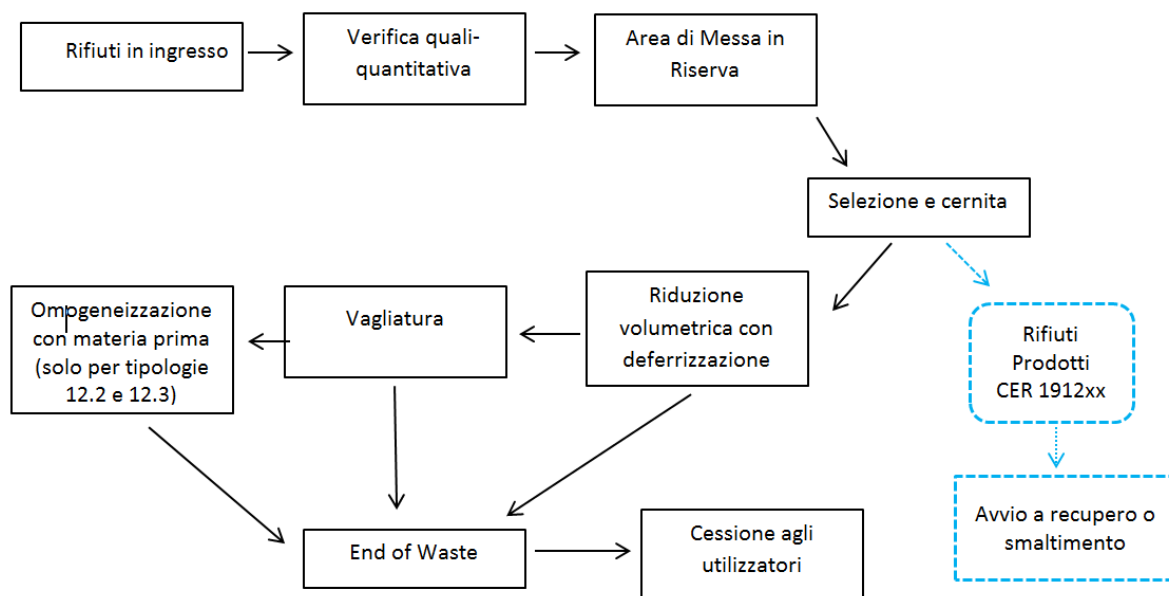 Rifiuti in ingresso
Verifica quali-
quantitativa
Area di Messa in
Riserva
Selezione e cernita
Ompgeneizzazione
con materia prima
(solo per tipologie
12.2 e 12.3)
Vagliatura
Riduzione
volumetrica con
deferrizzazione
Rifiuti
Prodotti
CER 1912xx
End of Waste
Cessione agli
utilizzatori
Avvio a recupero o
smaltimento